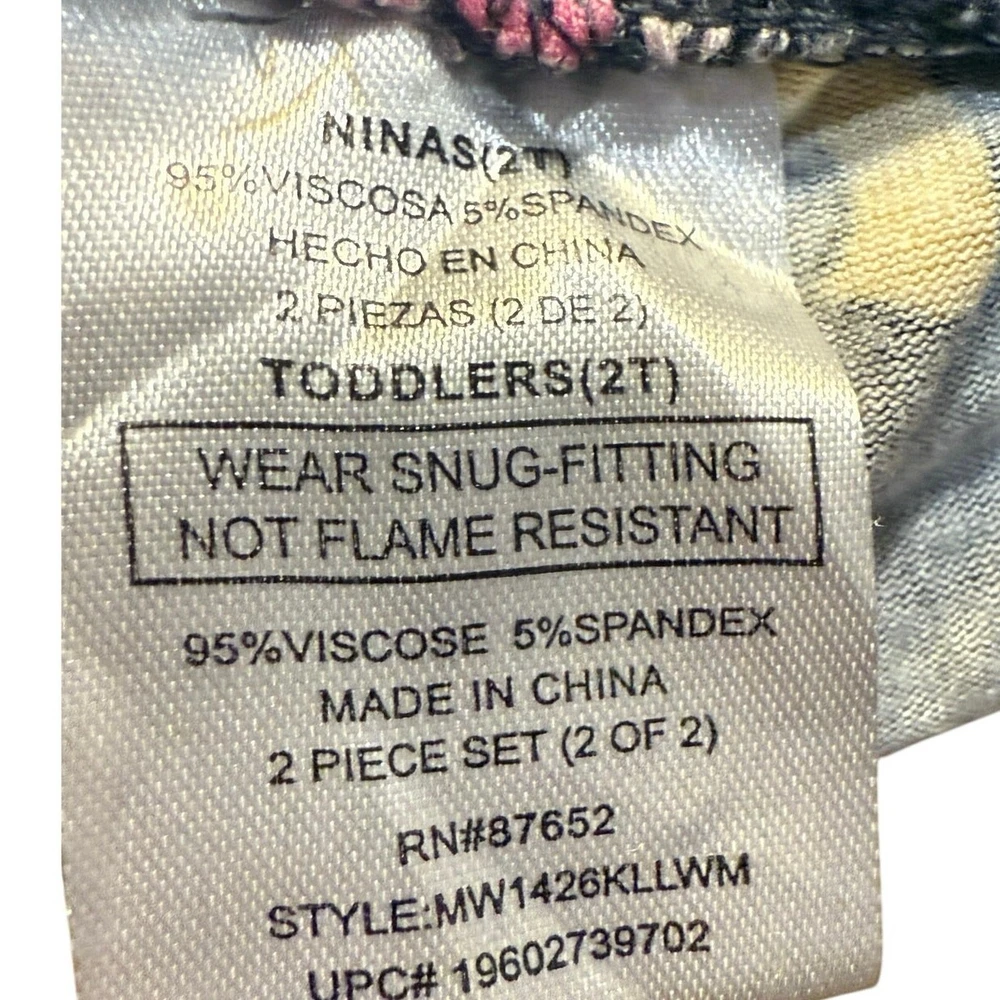 NINAS(2T)
95%VISCOSA 5%SPANDEX
HECHO EN CHINA
2 PIEZAS (2 DE 2)
TODDLERS(2T)
WEAR SNUG-FITTING
NOT FLAME RESISTANT
95%VISCOSE 5%SPANDEX
MADE IN CHINA
2 PIECE SET (2 OF 2)
RN#87652
STYLE:MW1426KLLWM
UPC# 19602739702